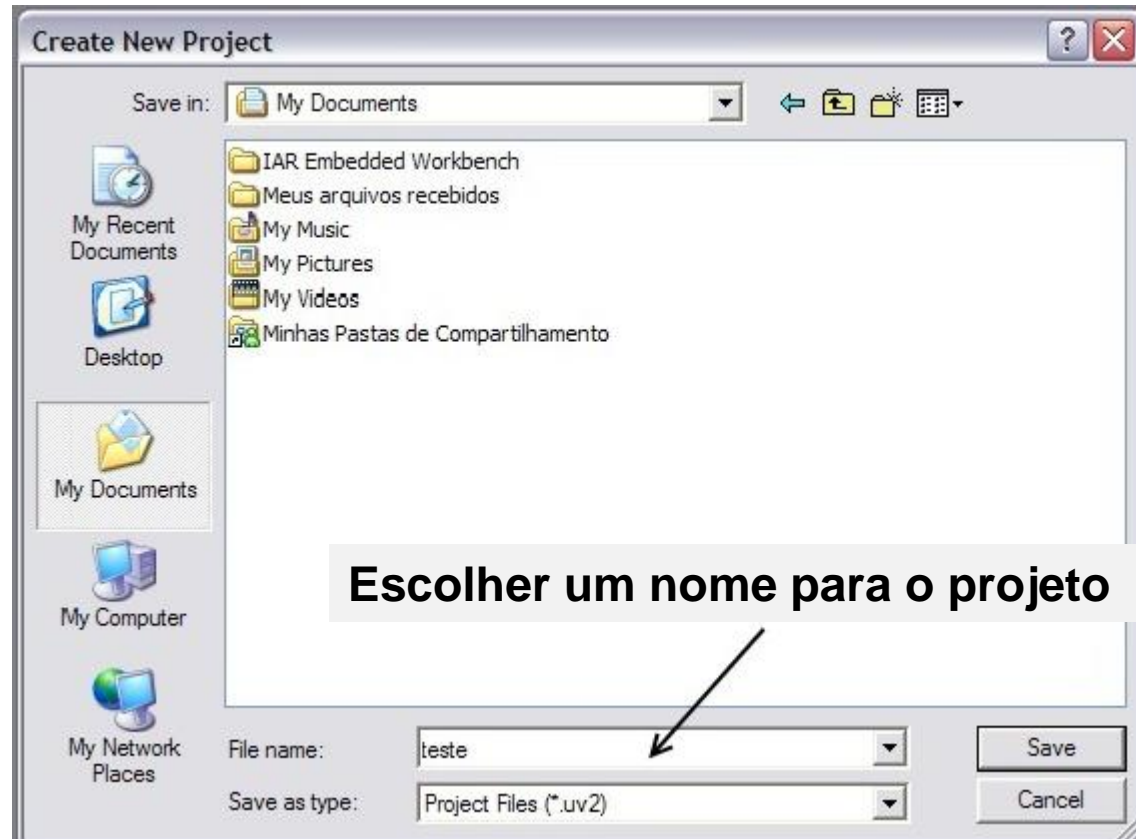 Create New Project
Save in:
My Documents
IAR Embedded Workbench
Meus arquivos recebidos
My Music
My Pictures
My Videos
Minhas Pastas de Compartilhamento
My Recent
Documents
Desktop
My Documents
My Computer
My Network
Places
Escolher um nome para o projeto
File name:
teste
Save
Save as type:
Project Files (*.uv2)
Cancel